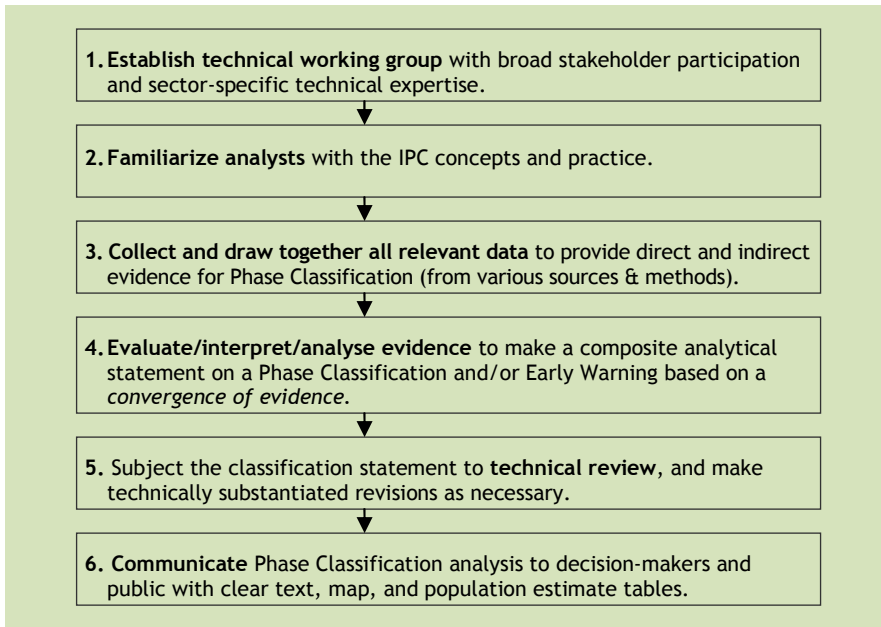 1. Establish technical working group with broad stakeholder participation
and sector-specific technical expertise.
2. Familiarize analysts with the IPC concepts and practice.
3. Collect and draw together all relevant data to provide direct and indirect
evidence for Phase Classification (from various sources & methods).
4. Evaluate/interpret/analyse evidence to make a composite analytical
statement on a Phase Classification and/or Early Warning based on a
convergence of evidence.
5. Subject the classification statement to technical review, and make
technically substantiated revisions as necessary.
6. Communicate Phase Classification analysis to decision-makers and
public with clear text, map, and population estimate tables.